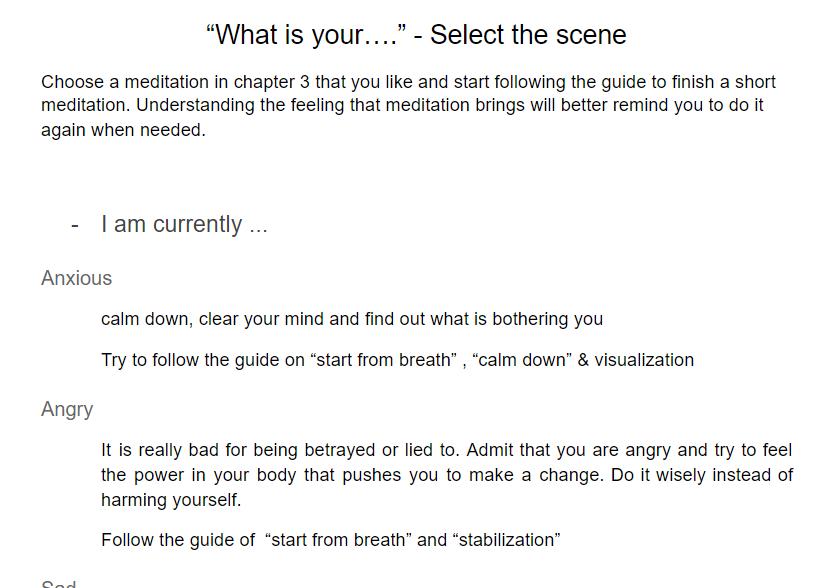 “What is your….” - Select the scene
Choose a meditation in chapter 3 that you like and start following the guide to finish a short
meditation. Understanding the feeling that meditation brings will better remind you to do it
again when needed.
- I am currently ...
Anxious
calm down, clear your mind and find out what is bothering you
Try to follow the guide on “start from breath” , “calm down” & visualization
Angry
It is really bad for being betrayed or lied to. Admit that you are angry and try to feel
the power in your body that pushes you to make a change. Do it wisely instead of
harming yourself.
Follow the guide of  “start from breath” and “stabilization”
Sad